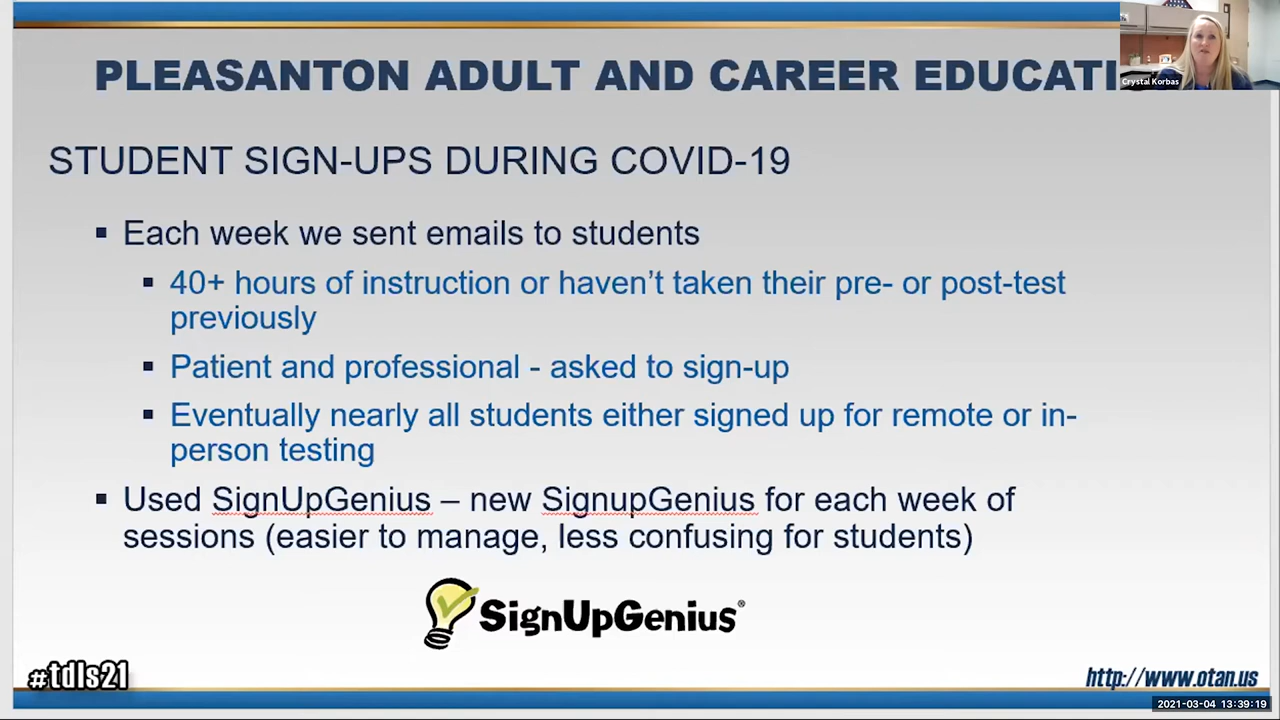 PLEASANTON ADULT AND CAREER EDUCATI
Crystal Korbas
STUDENT SIGN-UPS DURING COVID-19
▪ Each week we sent emails to students
▪ 40+ hours of instruction or haven't taken their pre- or post-test
previously
▪ Patient and professional - asked to sign-up
▪ Eventually nearly all students either signed up for remote or in-
person testing
▪ Used SignUpGenius – new SignupGenius for each week of
sessions (easier to manage, less confusing for students)
SignUpGenius®
#tdls21
http://www.otan.us
2021-03-04 13:39:19